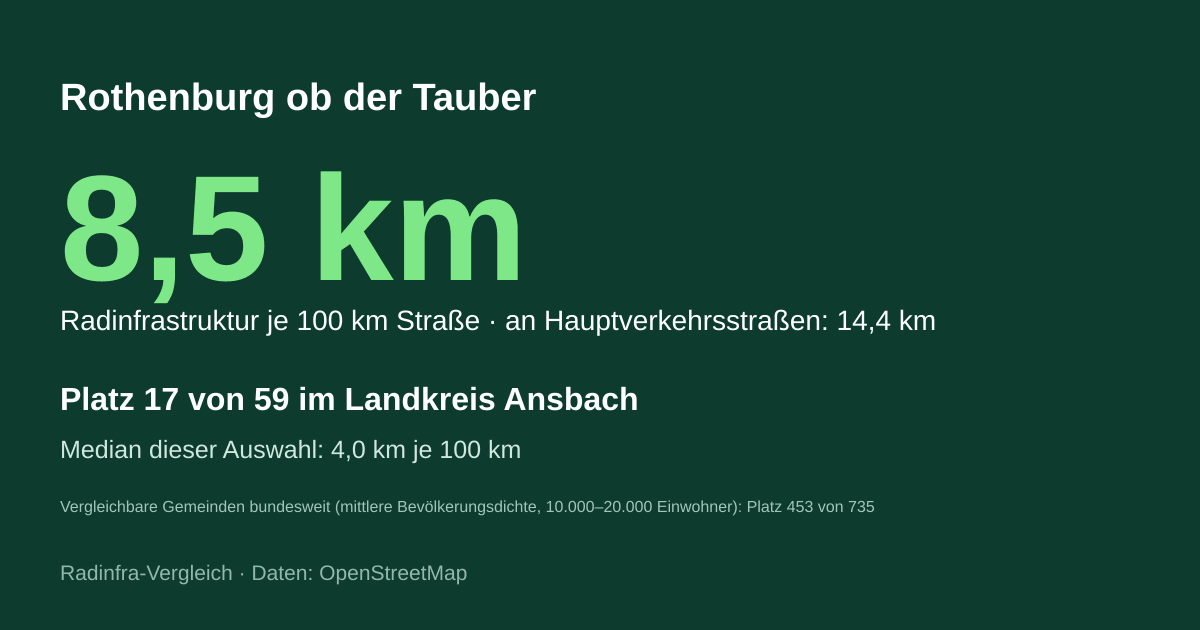 Rothenburg ob der Tauber
8,5 km
Radinfrastruktur je 100 km Straße · an Hauptverkehrsstraßen: 14,4 km
Platz 17 von 59 im Landkreis Ansbach
Median dieser Auswahl: 4,0 km je 100 km
Vergleichbare Gemeinden bundesweit (mittlere Bevölkerungsdichte, 10.000–20.000 Einwohner): Platz 453 von 735
Radinfra-Vergleich · Daten: OpenStreetMap